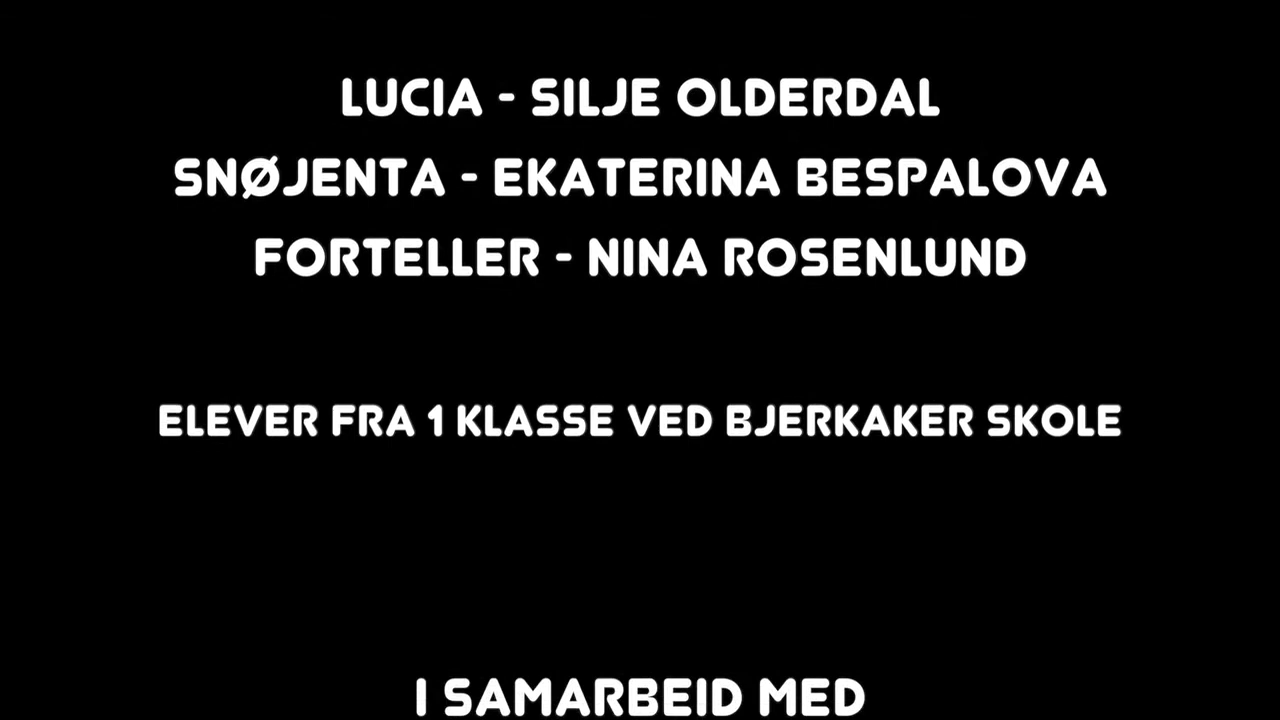 LUCIA - SILJE OLDERDAL
SNØJENTA - EKATERINA BESPALOVA
FORTELLER - NINA ROSENLUND
ELEVER FRA 1 KLASSE VED BJERKAKER SKOLE
I SAMARBEID MED